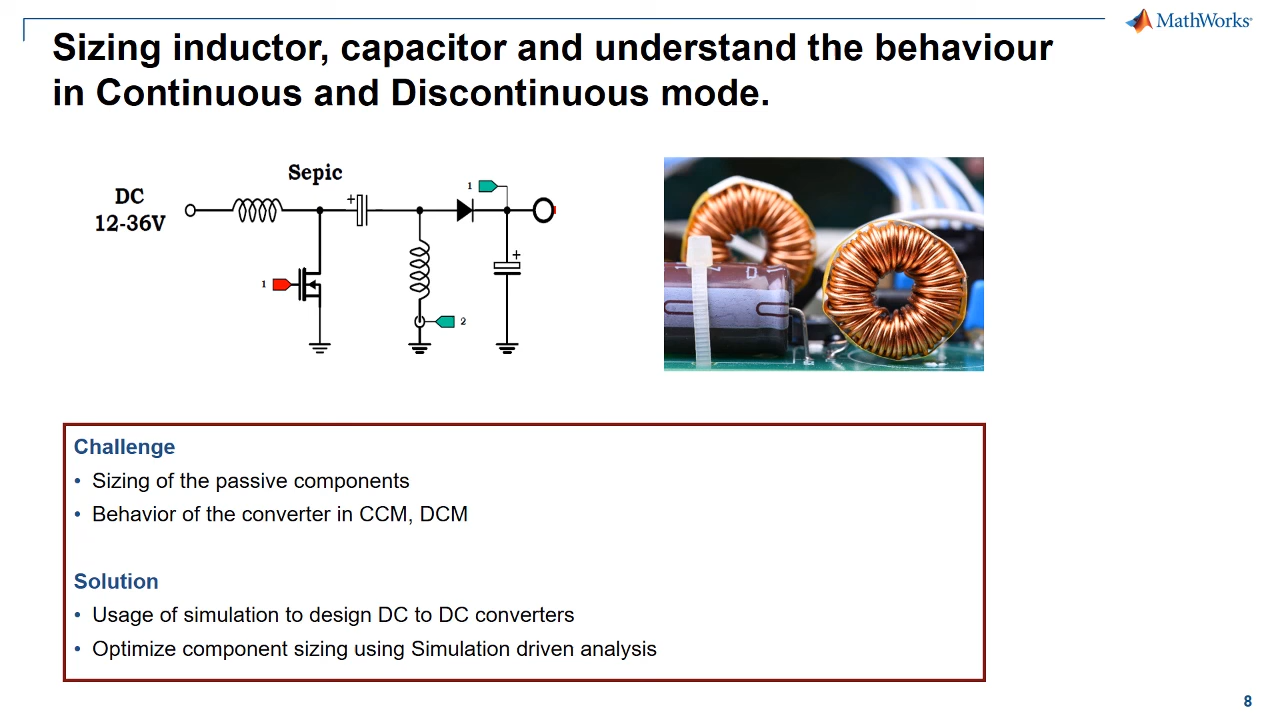 MathWorks
Sizing inductor, capacitor and understand the behaviour
in Continuous and Discontinuous mode.
Sepic
DC
12-36V
+
1
+
1
2
Challenge
• Sizing of the passive components
• Behavior of the converter in CCM, DCM
Solution
• Usage of simulation to design DC to DC converters
• Optimize component sizing using Simulation driven analysis
8